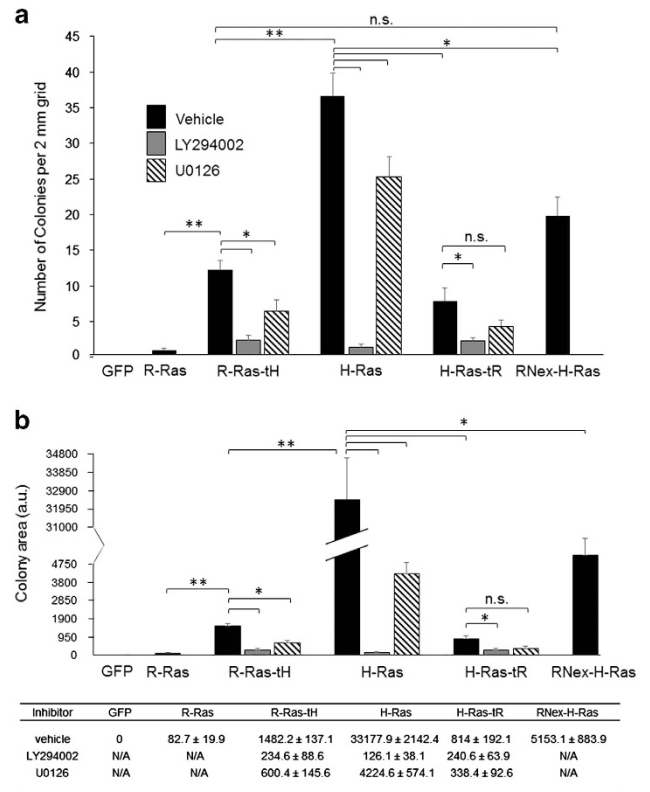 a
n.s.
**
*
45
40
35
30
25
20
15
10
5
0
Number of Colonies per 2 mm grid
Vehicle
LY294002
U0126
**
*
n.s.
*
GFP R-Ras R-Ras-tH H-Ras H-Ras-tR RNex-H-Ras
b
*
**
34800
33850
32900
31950
31000
4750
3800
2850
1900
950
0
Colony area (a.u.)
**
*
n.s.
*
GFP R-Ras R-Ras-tH H-Ras H-Ras-tR RNex-H-Ras
Inhibitor GFP R-Ras R-Ras-tH H-Ras H-Ras-tR RNex-H-Ras
vehicle 0 82.7 ± 19.9 1482.2 ± 137.1 33177.9 ± 2142.4 814 ± 192.1 5153.1 ± 883.9
LY294002 N/A N/A 234.6 ± 88.6 126.1 ± 38.1 240.6 ± 63.9 N/A
U0126 N/A N/A 600.4 ± 145.6 4224.6 ± 574.1 338.4 ± 92.6 N/A